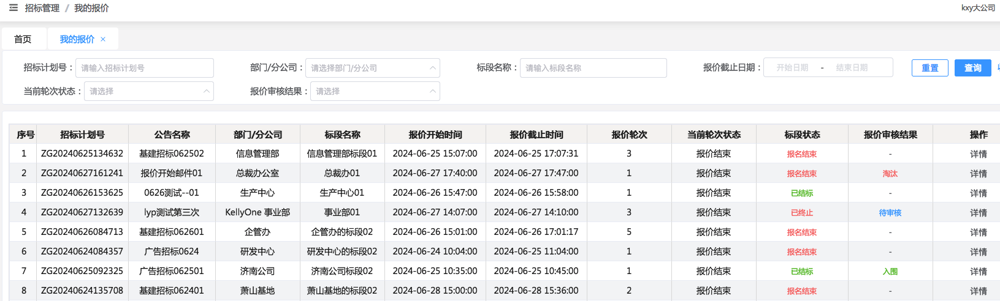 招标管理 / 我的报价
kxy大公司
首页 我的报价 ×
招标计划号： 请输入招标计划号 部门/分公司： 请选择部门/分公司 标段名称： 请输入标段名称 报价截止日期： 开始日期 - 结束日期 重置 查询
当前轮次状态： 请选择 报价审核结果： 请选择
序号 招标计划号 公告名称 部门/分公司 标段名称 报价开始时间 报价截止时间 报价轮次 当前轮次状态 标段状态 报价审核结果 操作
1 ZG20240625134632 基建招标062502 信息管理部 信息管理部标段01 2024-06-25 15:07:00 2024-06-25 17:07:31 3 报价结束 报名结束 - 详情
2 ZG20240627161241 报价开始邮件01 总裁办公室 总裁办01 2024-06-27 17:40:00 2024-06-27 17:47:00 1 报价结束 报名结束 淘汰 详情
3 ZG20240626153625 0626测试--01 生产中心 生产中心01 2024-06-26 15:47:00 2024-06-26 15:58:00 1 报价结束 已结标 - 详情
4 ZG20240627132639 lyp测试第三次 KellyOne 事业部 事业部01 2024-06-27 14:07:00 2024-06-27 14:10:00 3 报价结束 已终止 待审核 详情
5 ZG20240626084713 基建招标062601 企管办 企管办的标段02 2024-06-26 15:01:00 2024-06-26 17:01:17 5 报价结束 报名结束 - 详情
6 ZG20240624084357 广告招标0624 研发中心 研发中心的标段02 2024-06-24 10:04:00 2024-06-25 11:04:00 1 报价结束 报名结束 - 详情
7 ZG20240625092325 广告招标062501 济南公司 济南公司标段02 2024-06-25 10:35:00 2024-06-25 10:45:00 1 报价结束 已结标 入围 详情
8 ZG20240624135708 基建招标062401 萧山基地 萧山基地的标段02 2024-06-28 15:00:00 2024-06-28 15:36:00 2 报价结束 报名结束 - 详情